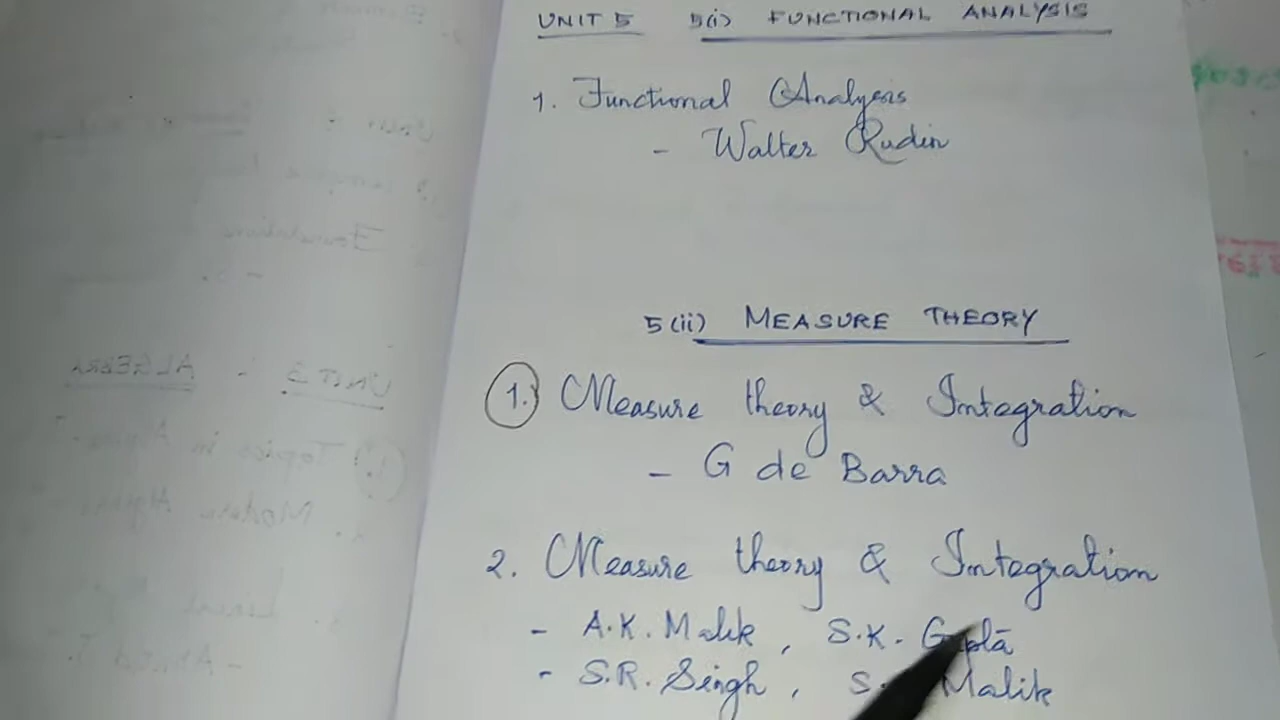 UNIT 5 5(i) FUNCTIONAL ANALYSIS
1. Functional Analysis
- Walter Rudin
5(ii) MEASURE THEORY
1. Measure theory & Integration
- G de Barra
2. Measure theory & Integration
- A.K. Malik, S.K. Gupta
- S.R. Singh, S. Malik